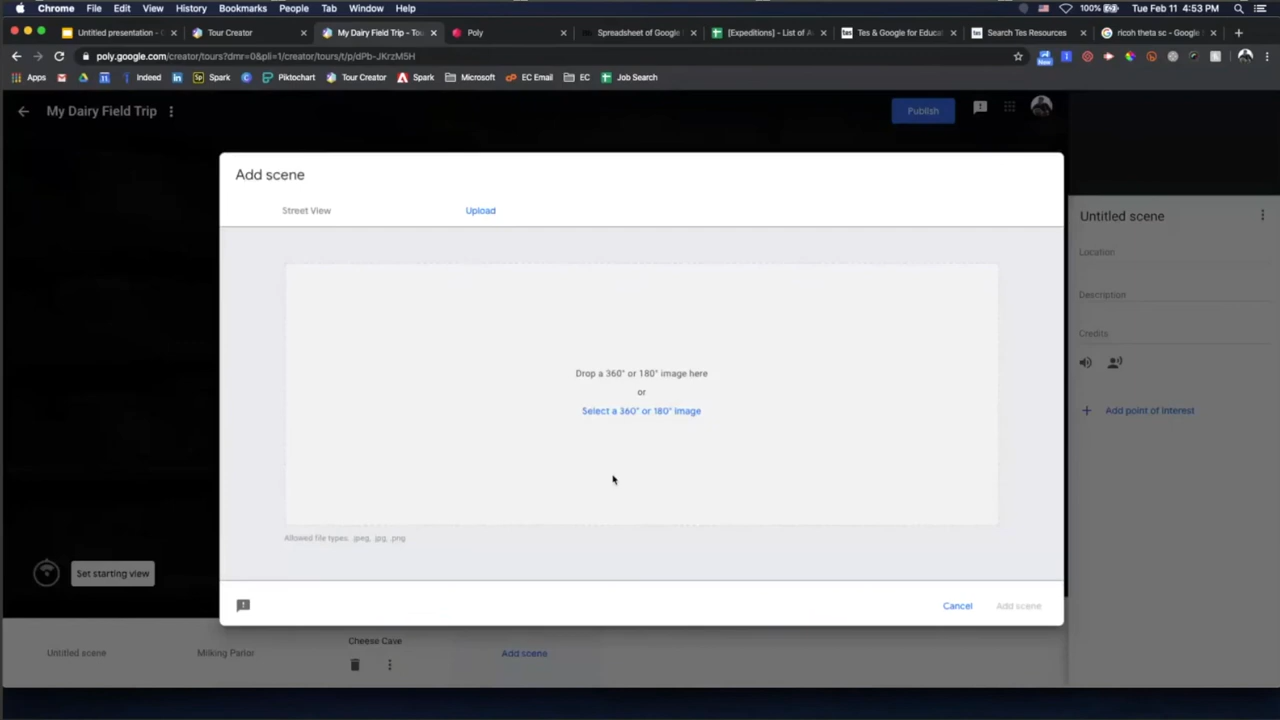 Chrome File Edit View History Bookmarks People Tab Window Help 100% Tue Feb 11 4:53 PM
Untitled presentation - Tour Creator My Dairy Field Trip - To Poly Spreadsheet of Google [Expeditions] - List of A Tes & Google for Educat Search Tes Resources ricoh theta sc - Google
poly.google.com/creator/tours?dmr=0&pli=1/creator/tours/t/p/dPb-JKrzM5H
Apps Indeed Spark Piktochart Tour Creator Spark Microsoft EC Email EC Job Search
My Dairy Field Trip Publish
Add scene
Street View Upload
Untitled scene
Location
Description
Credits
Drop a 360° or 180° image here
or
Select a 360° or 180° image
Add point of interest
Allowed file types: .jpeg, .jpg, .png
Set starting view
Cancel Add scene
Cheese Cave
Untitled scene Milking Parlor Add scene